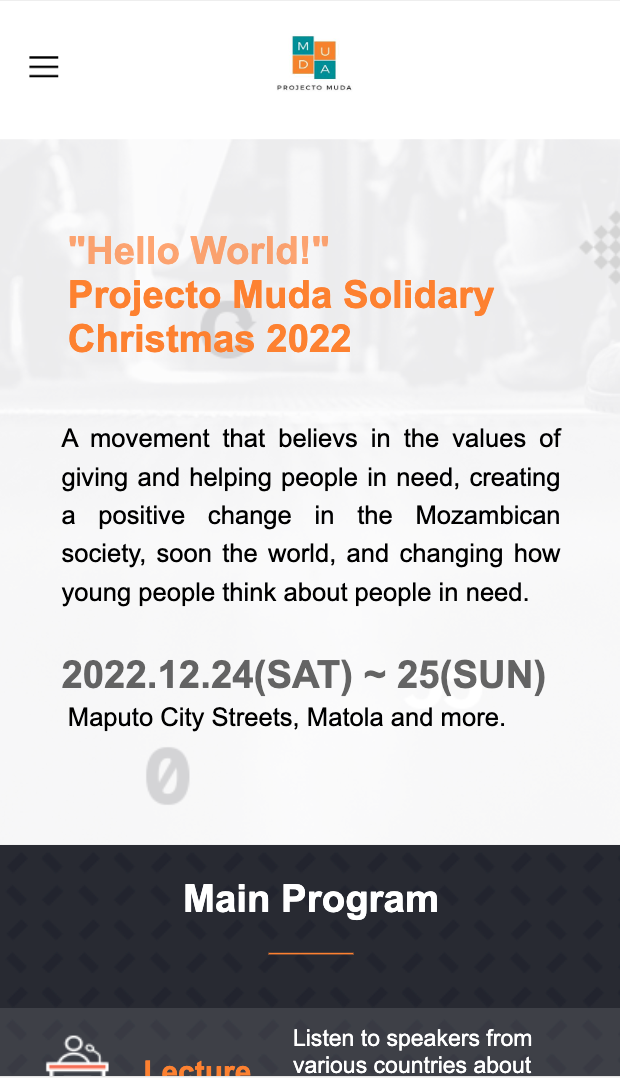 M U
D A
PROJECTO MUDA
"Hello World!"
Projecto Muda Solidary
Christmas 2022
A movement that believs in the values of
giving and helping people in need, creating
a positive change in the Mozambican
society, soon the world, and changing how
young people think about people in need.
2022.12.24(SAT) ~ 25(SUN)
Maputo City Streets, Matola and more.
0
Main Program
Lecture
Listen to speakers from
various countries about